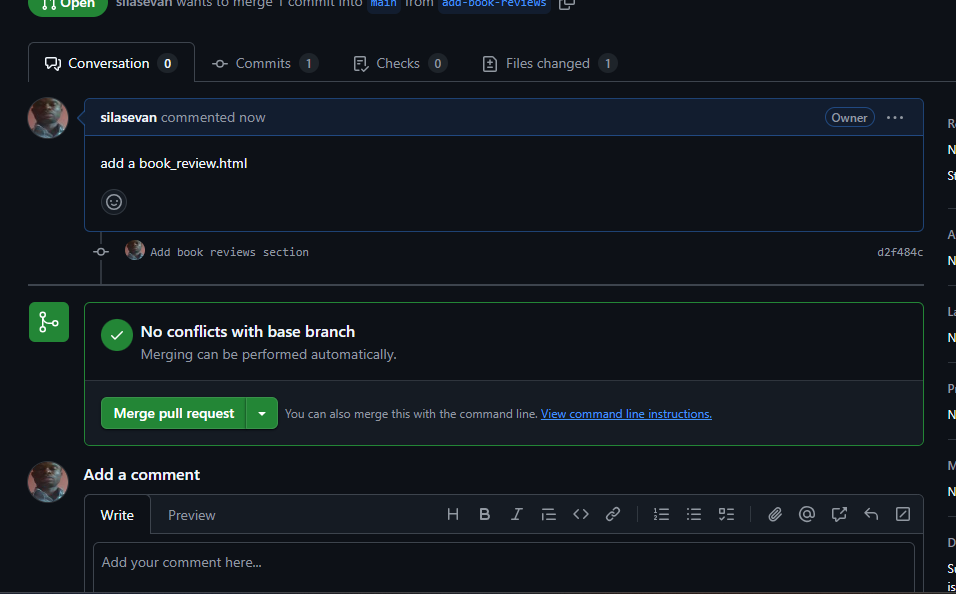 Open silasevan wants to merge 1 commit into main from add-book-reviews
Conversation 0 Commits 1 Checks 0 Files changed 1
silasevan commented now Owner
add a book_review.html
Add book reviews section d2f484c
No conflicts with base branch
Merging can be performed automatically.
Merge pull request You can also merge this with the command line. View command line instructions.
Add a comment
Write Preview
Add your comment here...